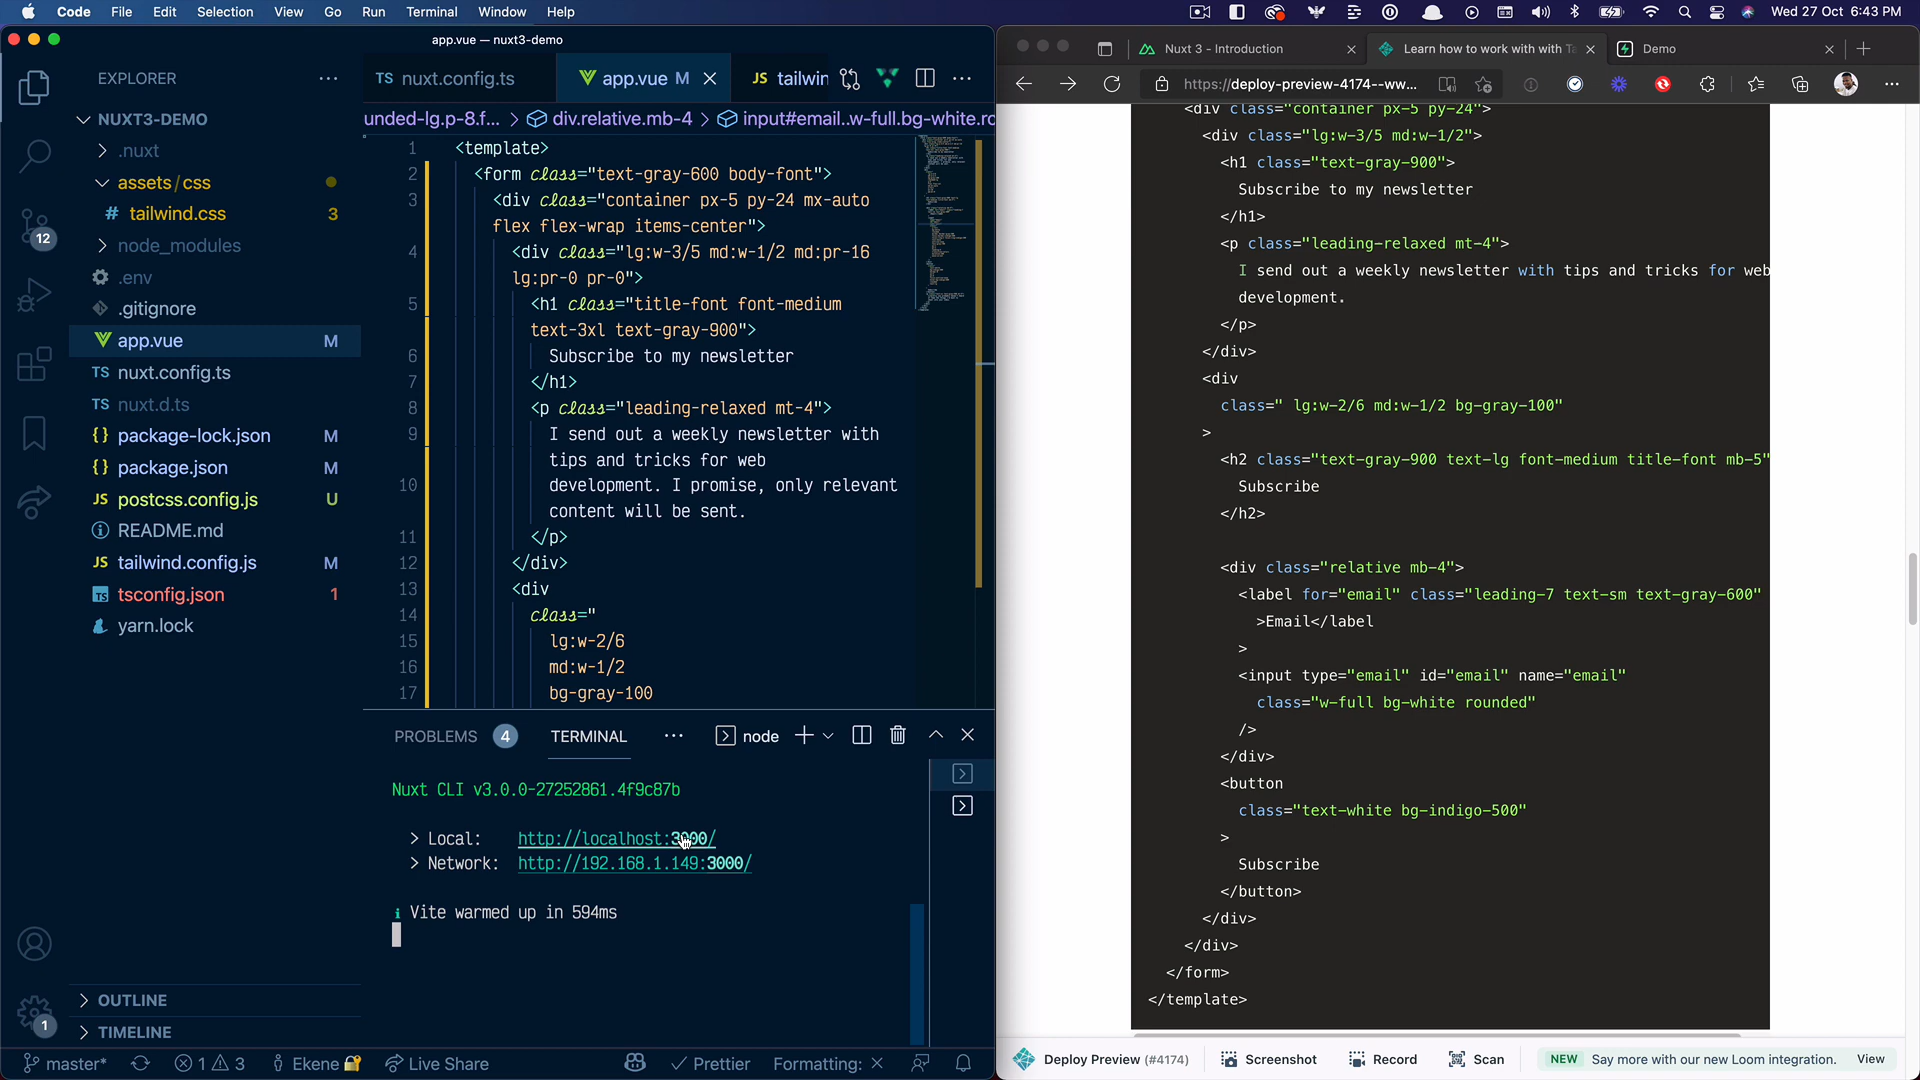 Code File Edit Selection View Go Run Terminal Window Help
Wed 27 Oct 6:43 PM
app.vue — nuxt3-demo
EXPLORER
NUXT3-DEMO
.nuxt
assets/css
# tailwind.css 3
node_modules
.env
.gitignore
app.vue M
TS nuxt.config.ts
TS nuxt.d.ts
{} package-lock.json M
{} package.json M
JS postcss.config.js U
README.md
JS tailwind.config.js M
TS tsconfig.json 1
yarn.lock
12
1
OUTLINE
TIMELINE
TS nuxt.config.ts
app.vue M
JS tailwin
unded-lg.p-8.f... > div.relative.mb-4 > input#email..w-full.bg-white.ro
1 <template>
2 <form class="text-gray-600 body-font">
3 <div class="container px-5 py-24 mx-auto
flex flex-wrap items-center">
4 <div class="lg:w-3/5 md:w-1/2 md:pr-16
lg:pr-0 pr-0">
5 <h1 class="title-font font-medium
text-3xl text-gray-900">
6 Subscribe to my newsletter
7 </h1>
8 <p class="leading-relaxed mt-4">
9 I send out a weekly newsletter with
tips and tricks for web
10 development. I promise, only relevant
content will be sent.
11 </p>
12 </div>
13 <div
14 class="
15 lg:w-2/6
16 md:w-1/2
17 bg-gray-100
PROBLEMS 4 TERMINAL node
Nuxt CLI v3.0.0-27252861.4f9c87b
> Local: http://localhost:3000/
> Network: http://192.168.1.149:3000/
i Vite warmed up in 594ms
master* 1 3 Ekene Live Share Prettier Formatting: ×
Nuxt 3 - Introduction
Learn how to work with with Ta
Demo
https://deploy-preview-4174--ww...
<div class="container px-5 py-24">
<div class="lg:w-3/5 md:w-1/2">
<h1 class="text-gray-900">
Subscribe to my newsletter
</h1>
<p class="leading-relaxed mt-4">
I send out a weekly newsletter with tips and tricks for web
development.
</p>
</div>
<div
class=" lg:w-2/6 md:w-1/2 bg-gray-100"
>
<h2 class="text-gray-900 text-lg font-medium title-font mb-5"
Subscribe
</h2>
<div class="relative mb-4">
<label for="email" class="leading-7 text-sm text-gray-600"
>Email</label
>
<input type="email" id="email" name="email"
class="w-full bg-white rounded"
/>
</div>
<button
class="text-white bg-indigo-500"
>
Subscribe
</button>
</div>
</div>
</form>
</template>
Deploy Preview (#4174) Screenshot Record Scan NEW Say more with our new Loom integration. View